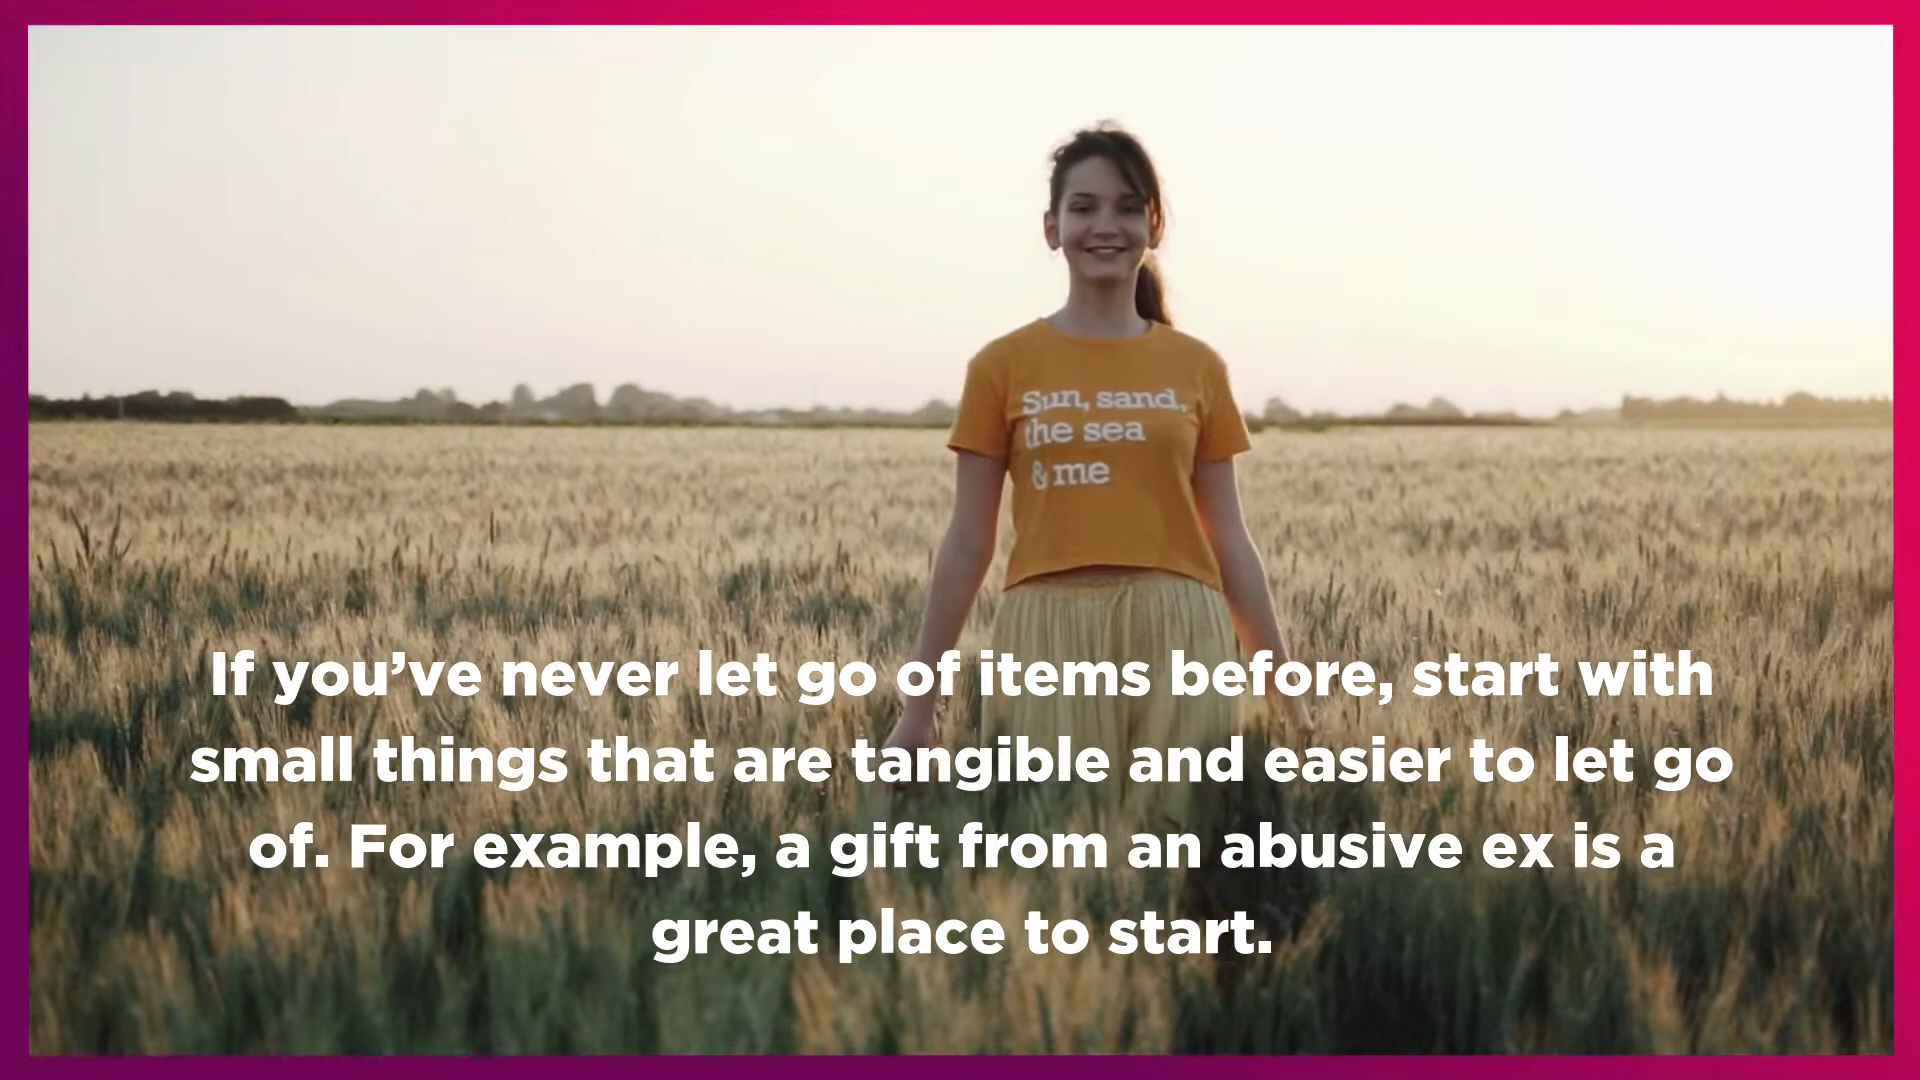 Sun, sand,
the sea
& me
If you’ve never let go of items before, start with
small things that are tangible and easier to let go
of. For example, a gift from an abusive ex is a
great place to start.